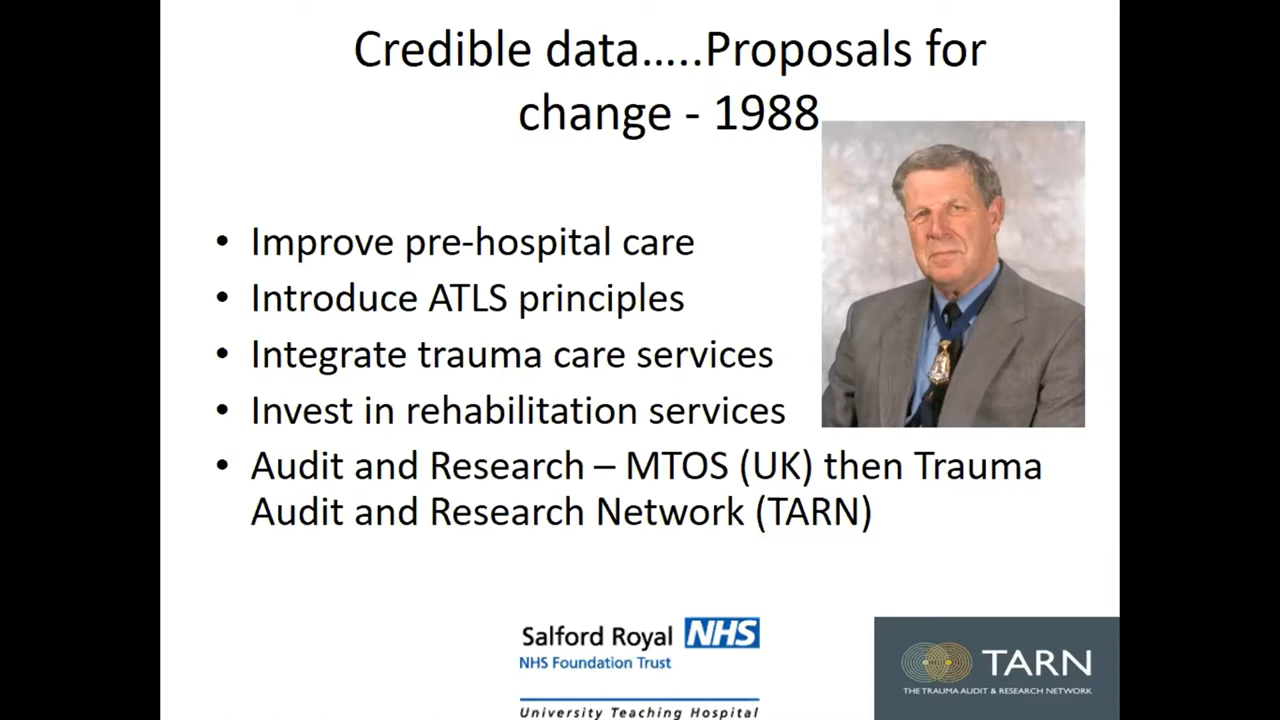 Credible data…..Proposals for
change - 1988
• Improve pre-hospital care
• Introduce ATLS principles
• Integrate trauma care services
• Invest in rehabilitation services
• Audit and Research – MTOS (UK) then Trauma
Audit and Research Network (TARN)
Salford Royal NHS
NHS Foundation Trust
University Teaching Hospital
TARN
THE TRAUMA AUDIT & RESEARCH NETWORK